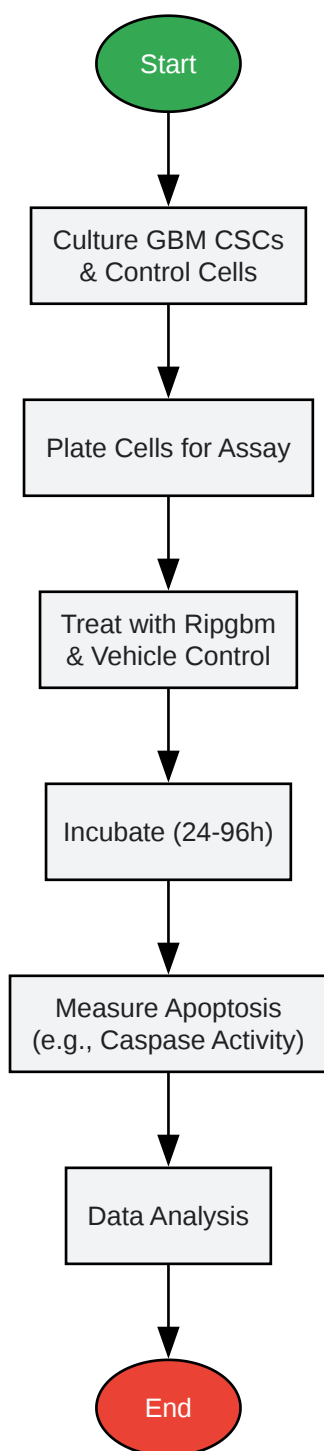 Start
Culture GBM CSCs
& Control Cells
Plate Cells for Assay
Treat with Ripgbm
& Vehicle Control
Incubate (24-96h)
Measure Apoptosis
(e.g., Caspase Activity)
Data Analysis
End